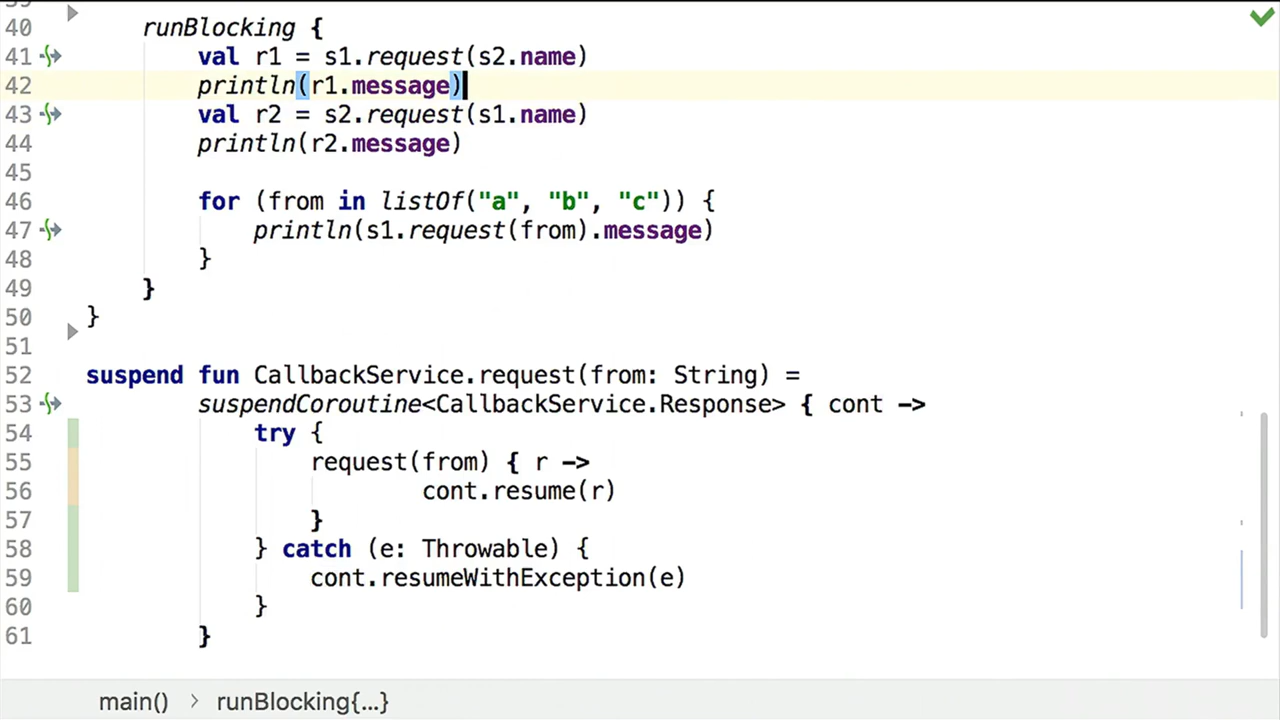 40 runBlocking {
41 val r1 = s1.request(s2.name)
42 println(r1.message)
43 val r2 = s2.request(s1.name)
44 println(r2.message)
45
46 for (from in listOf("a", "b", "c")) {
47 println(s1.request(from).message)
48 }
49 }
50 }
51
52 suspend fun CallbackService.request(from: String) =
53 suspendCoroutine<CallbackService.Response> { cont ->
54 try {
55 request(from) { r ->
56 cont.resume(r)
57 }
58 } catch (e: Throwable) {
59 cont.resumeWithException(e)
60 }
61 }
main() > runBlocking{...}